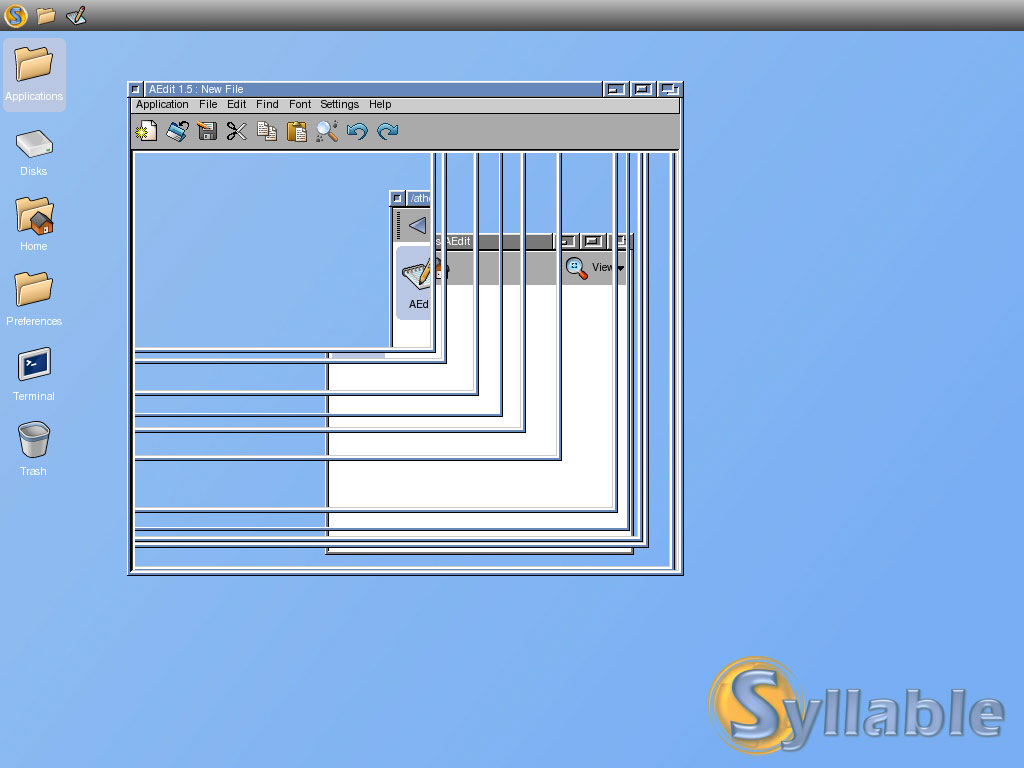 S
Applications
Disks
Home
Preferences
Terminal
Trash
AEdit 1.5 : New File
Application File Edit Find Font Settings Help
/ath
s AEdit
View
AEd
Syllable